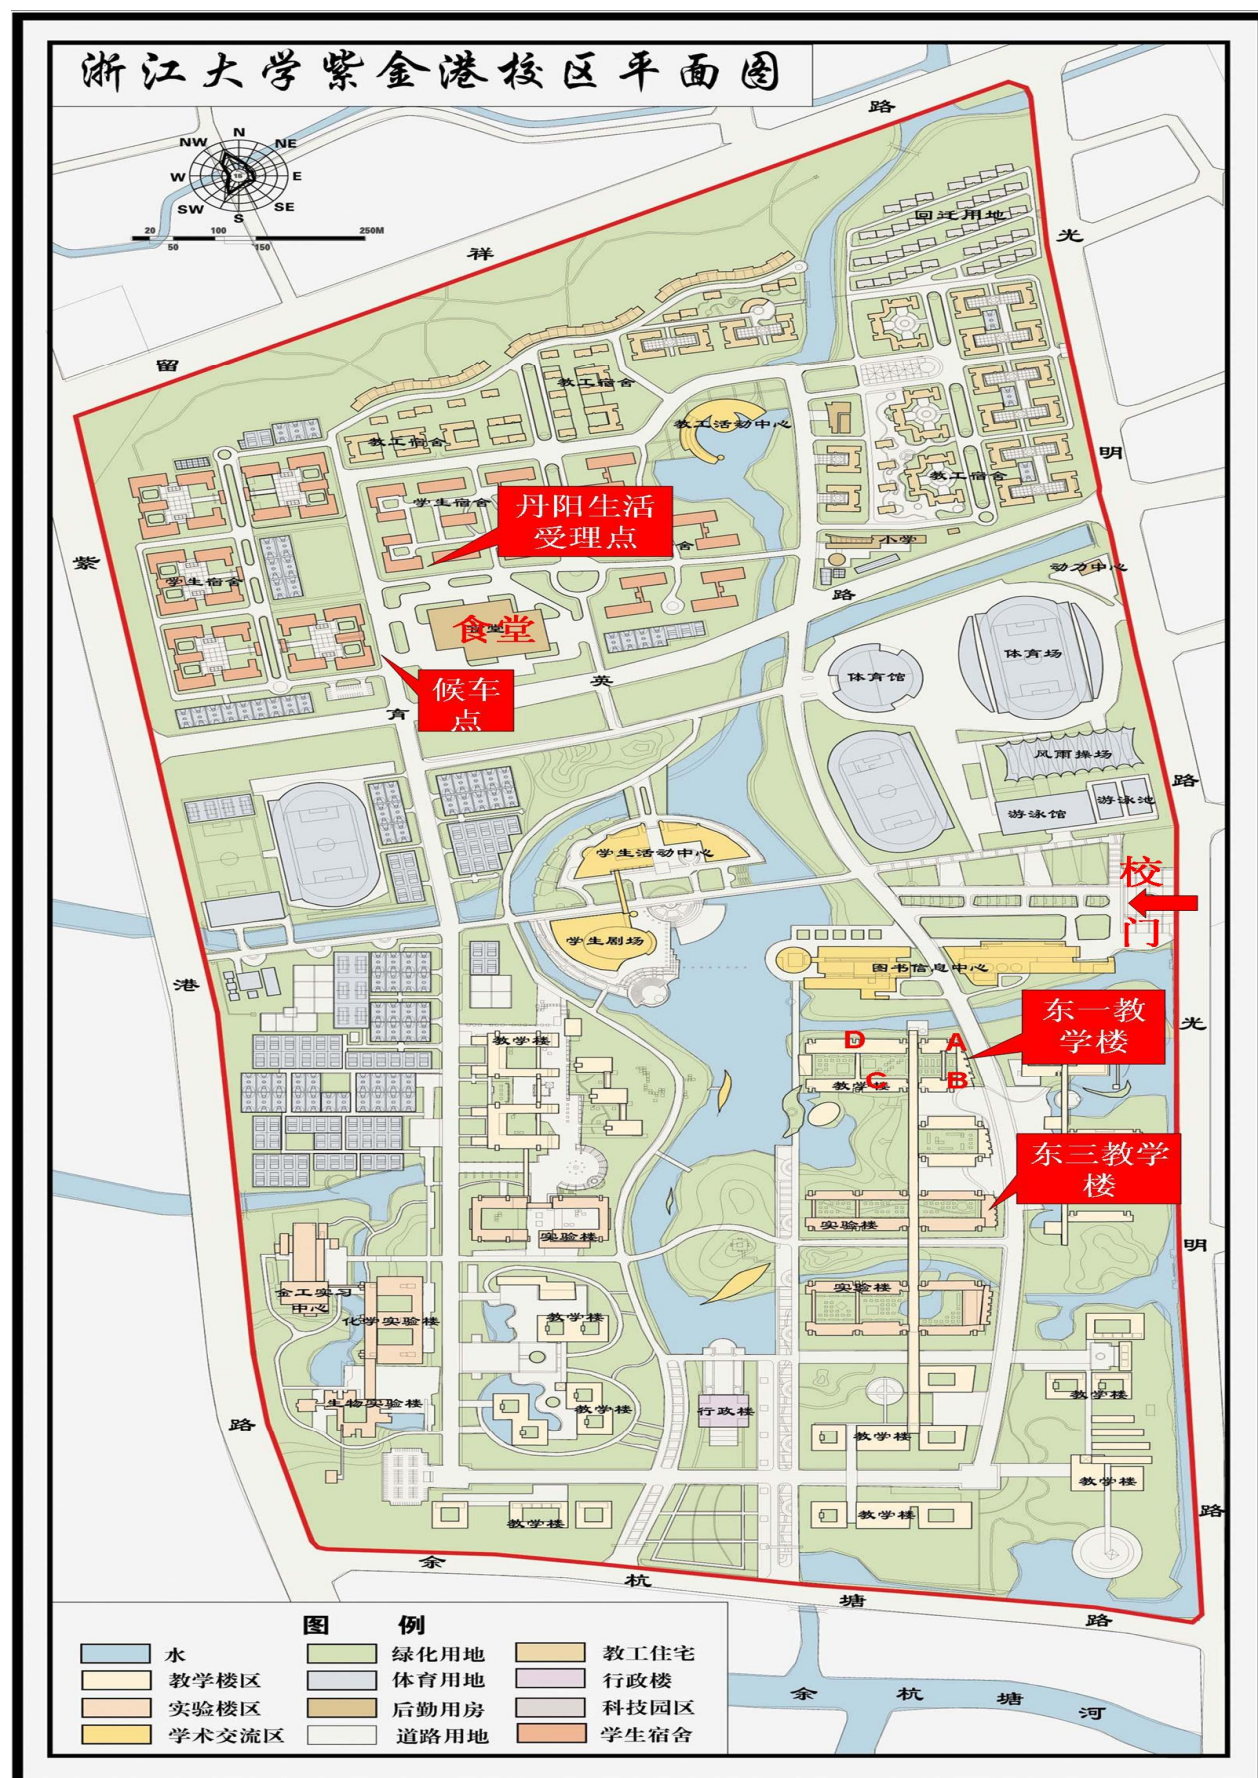 浙江大学紫金港校区平面图
N
NW
NE
W
16
E
SW
SE
S
20
100
250M
50
150
留
祥
路
光
明
路
光
明
路
紫
港
路
余
杭
塘
路
余
杭
塘
河
回迁用地
教工宿舍
教工宿舍
教工活动中心
教工宿舍
学生宿舍
丹阳生活
受理点
舍
小学
动力中心
学生宿舍
食堂
候车
点
育
英
路
体育馆
体育场
风雨操场
游泳馆
游泳池
学生活动中心
校
门
学生剧场
图书信息中心
东一教
学楼
D
A
C
B
教学楼
教学楼
东三教学
楼
实验楼
实验楼
实验楼
金工实习
中心
化学实验楼
教学楼
生物实验楼
教学楼
行政楼
教学楼
教学楼
教学楼
教学楼
教学楼
图 例
水
绿化用地
教工住宅
教学楼区
体育用地
行政楼
实验楼区
后勤用房
科技园区
学术交流区
道路用地
学生宿舍